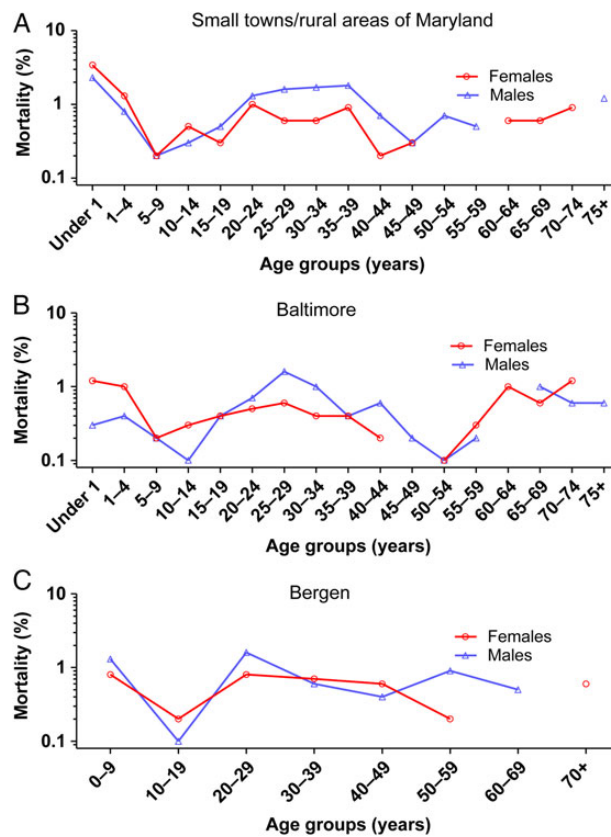 A
Small towns/rural areas of Maryland
Mortality (%)
10
1
0.1
Females
Males
Under 1
1–4
5–9
10–14
15–19
20–24
25–29
30–34
35–39
40–44
45–49
50–54
55–59
60–64
65–69
70–74
75+
Age groups (years)
B
Baltimore
Mortality (%)
10
1
0.1
Females
Males
Under 1
1–4
5–9
10–14
15–19
20–24
25–29
30–34
35–39
40–44
45–49
50–54
55–59
60–64
65–69
70–74
75+
Age groups (years)
C
Bergen
Mortality (%)
10
1
0.1
Females
Males
0–9
10–19
20–29
30–39
40–49
50–59
60–69
70+
Age groups (years)